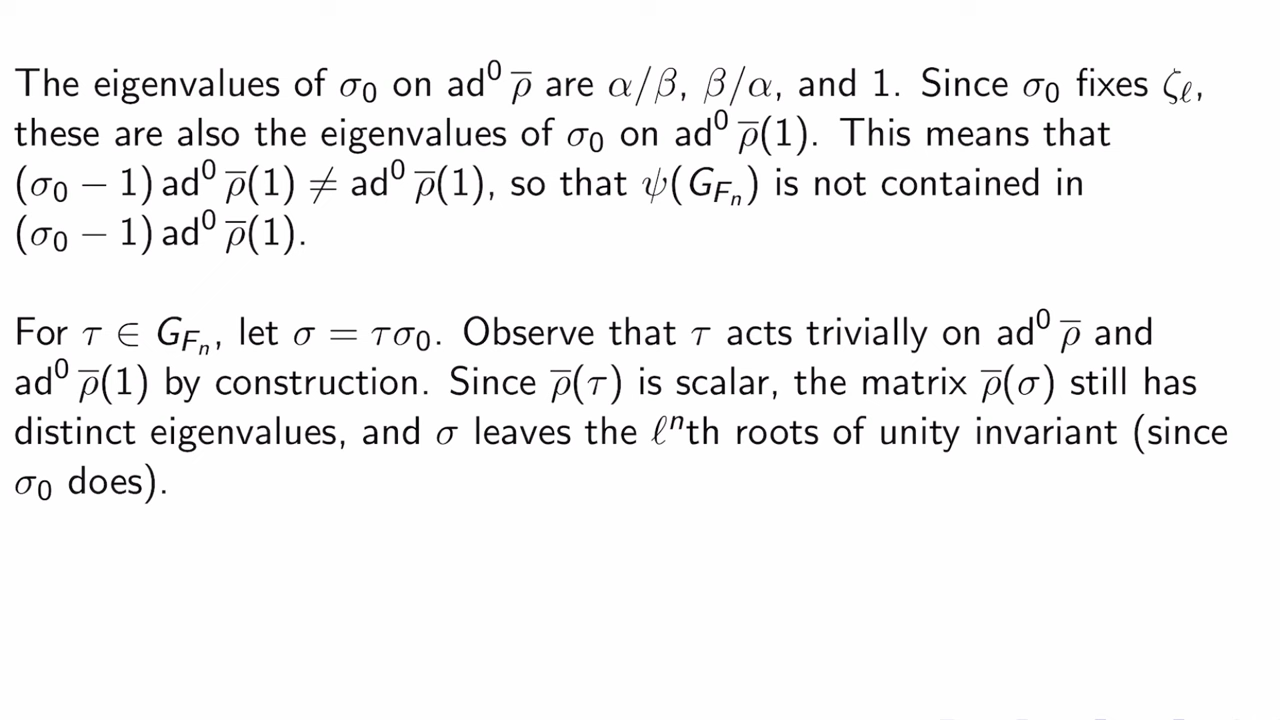 The eigenvalues of σ₀ on ad⁰ ρ̅ are α/β, β/α, and 1. Since σ₀ fixes ζ_ℓ,
these are also the eigenvalues of σ₀ on ad⁰ ρ̅(1). This means that
(σ₀ − 1) ad⁰ ρ̅(1) ≠ ad⁰ ρ̅(1), so that ψ(G_{F_n}) is not contained in
(σ₀ − 1) ad⁰ ρ̅(1).
For τ ∈ G_{F_n}, let σ = τσ₀. Observe that τ acts trivially on ad⁰ ρ̅ and
ad⁰ ρ̅(1) by construction. Since ρ̅(τ) is scalar, the matrix ρ̅(σ) still has
distinct eigenvalues, and σ leaves the ℓⁿth roots of unity invariant (since
σ₀ does).